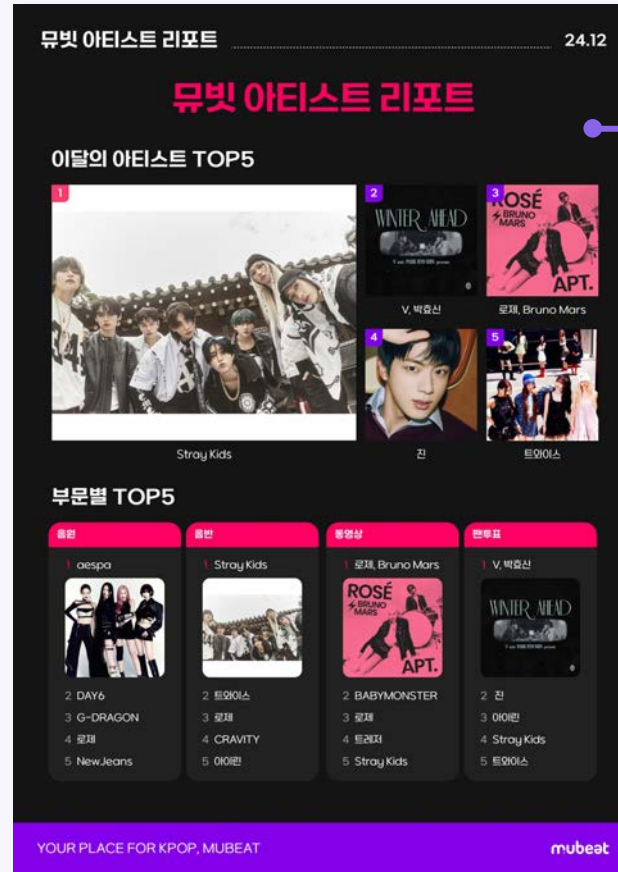 뮤빗 아티스트 리포트
24.12
뮤빗 아티스트 리포트
이달의 아티스트 TOP5
1
Stray Kids
2
WINTER AHEAD
V, 박효신
3
ROSÉ
& BRUNO
MARS
APT.
로제, Bruno Mars
4
진
5
트와이스
부문별 TOP5
음원
1 aespa
2 DAY6
3 G-DRAGON
4 로제
5 NewJeans
음반
1 Stray Kids
2 트와이스
3 로제
4 CRAVITY
5 아이린
동영상
1 로제, Bruno Mars
ROSÉ
& BRUNO
MARS
APT.
2 BABYMONSTER
3 로제
4 트레저
5 Stray Kids
팬투표
1 V, 박효신
WINTER AHEAD
2 진
3 아이린
4 Stray Kids
5 트와이스
YOUR PLACE FOR KPOP, MUBEAT
mubeat